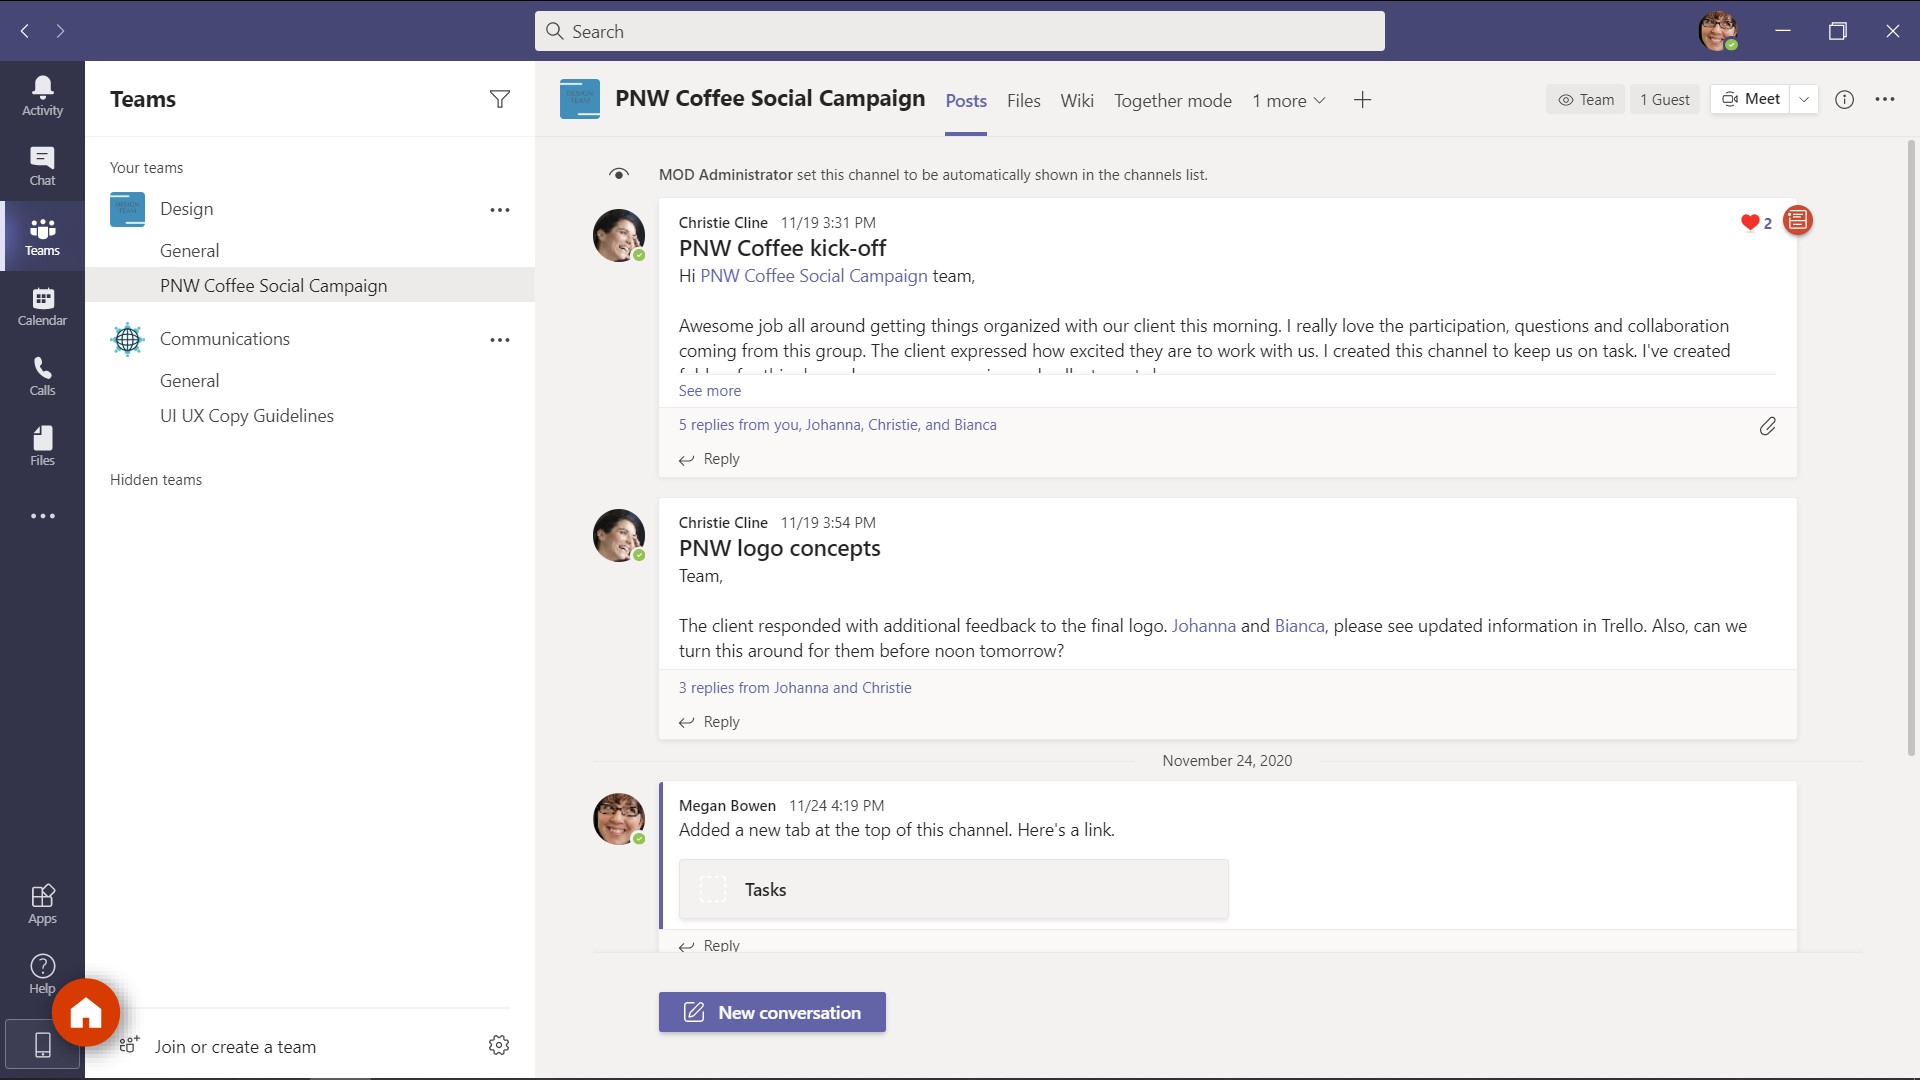 Search
Activity
Chat
Teams
Calendar
Calls
Files
Apps
Help
Teams
Your teams
Design
General
PNW Coffee Social Campaign
Communications
General
UI UX Copy Guidelines
Hidden teams
Join or create a team
PNW Coffee Social Campaign
Posts
Files
Wiki
Together mode
1 more
Team
1 Guest
Meet
MOD Administrator set this channel to be automatically shown in the channels list.
Christie Cline 11/19 3:31 PM
2
PNW Coffee kick-off
Hi PNW Coffee Social Campaign team,
Awesome job all around getting things organized with our client this morning. I really love the participation, questions and collaboration
coming from this group. The client expressed how excited they are to work with us. I created this channel to keep us on task. I've created
See more
5 replies from you, Johanna, Christie, and Bianca
Reply
Christie Cline 11/19 3:54 PM
PNW logo concepts
Team,
The client responded with additional feedback to the final logo. Johanna and Bianca, please see updated information in Trello. Also, can we
turn this around for them before noon tomorrow?
3 replies from Johanna and Christie
Reply
November 24, 2020
Megan Bowen 11/24 4:19 PM
Added a new tab at the top of this channel. Here's a link.
Tasks
Reply
New conversation